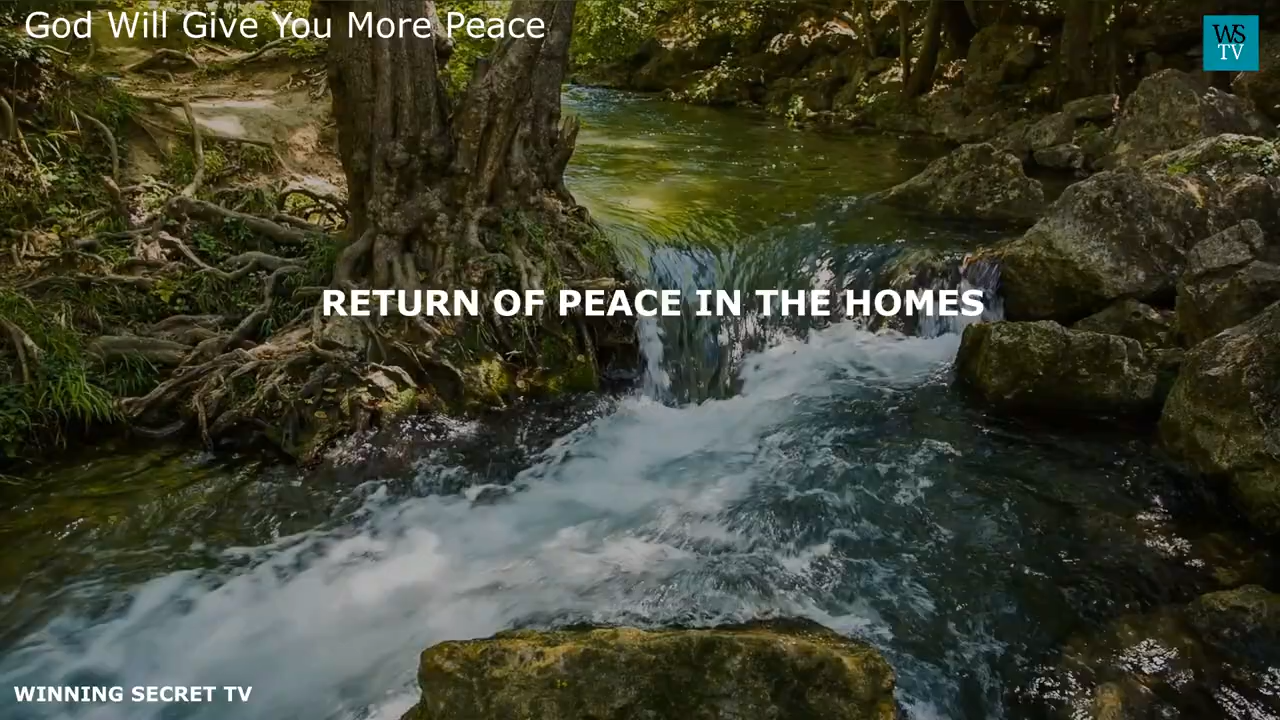 God Will Give You More Peace
WS
TV
RETURN OF PEACE IN THE HOMES
WINNING SECRET TV